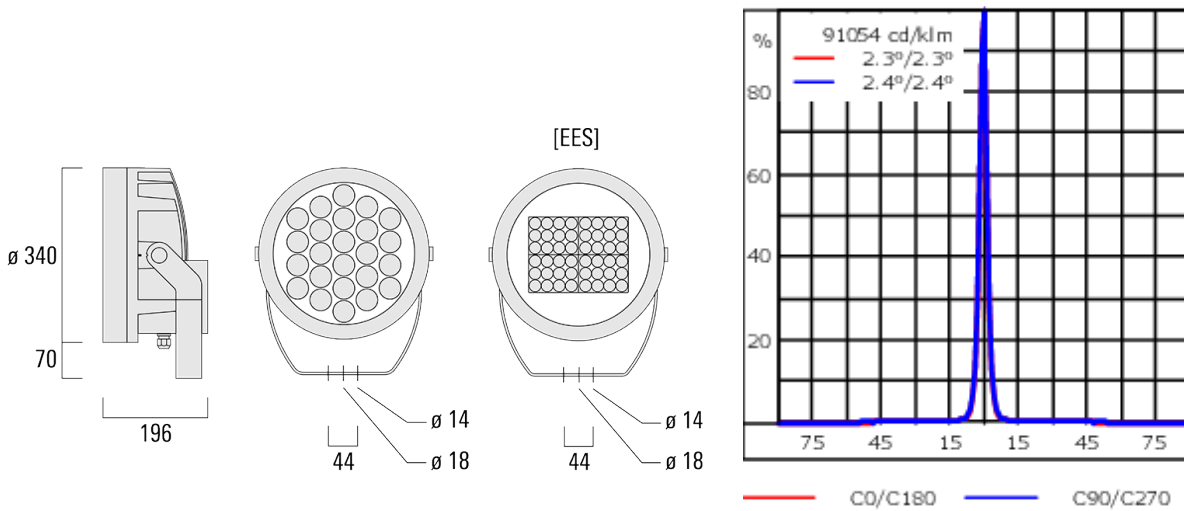 ø 340
70
196
44
ø 14
ø 18
[EES]
44
ø 14
ø 18
%
91054 cd/klm
2.3º/2.3º
2.4º/2.4º
80
60
40
20
75 45 15 15 45 75
C0/C180 C90/C270